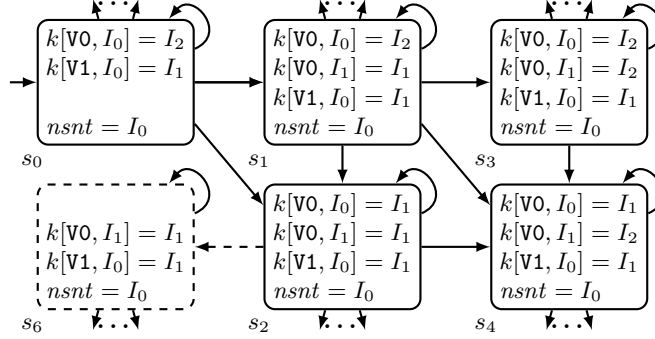 ... ... ...
k[V0, I₀] = I₂
k[V1, I₀] = I₁
nsnt = I₀
s₀
k[V0, I₀] = I₂
k[V0, I₁] = I₁
k[V1, I₀] = I₁
nsnt = I₀
s₁
k[V0, I₀] = I₂
k[V0, I₁] = I₂
k[V1, I₀] = I₁
nsnt = I₀
s₃
k[V0, I₁] = I₁
k[V1, I₀] = I₁
nsnt = I₀
s₆
k[V0, I₀] = I₁
k[V0, I₁] = I₁
k[V1, I₀] = I₁
nsnt = I₀
s₂
k[V0, I₀] = I₁
k[V0, I₁] = I₂
k[V1, I₀] = I₁
nsnt = I₀
s₄
... ... ...